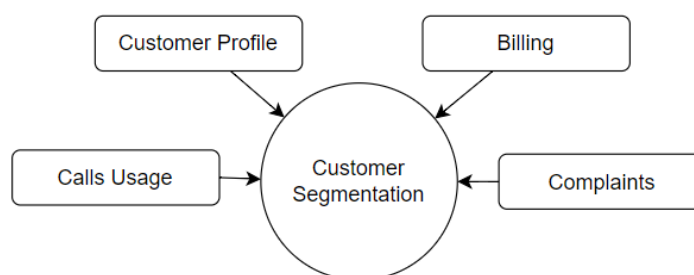 Customer Profile
Billing
Calls Usage
Customer
Segmentation
Complaints